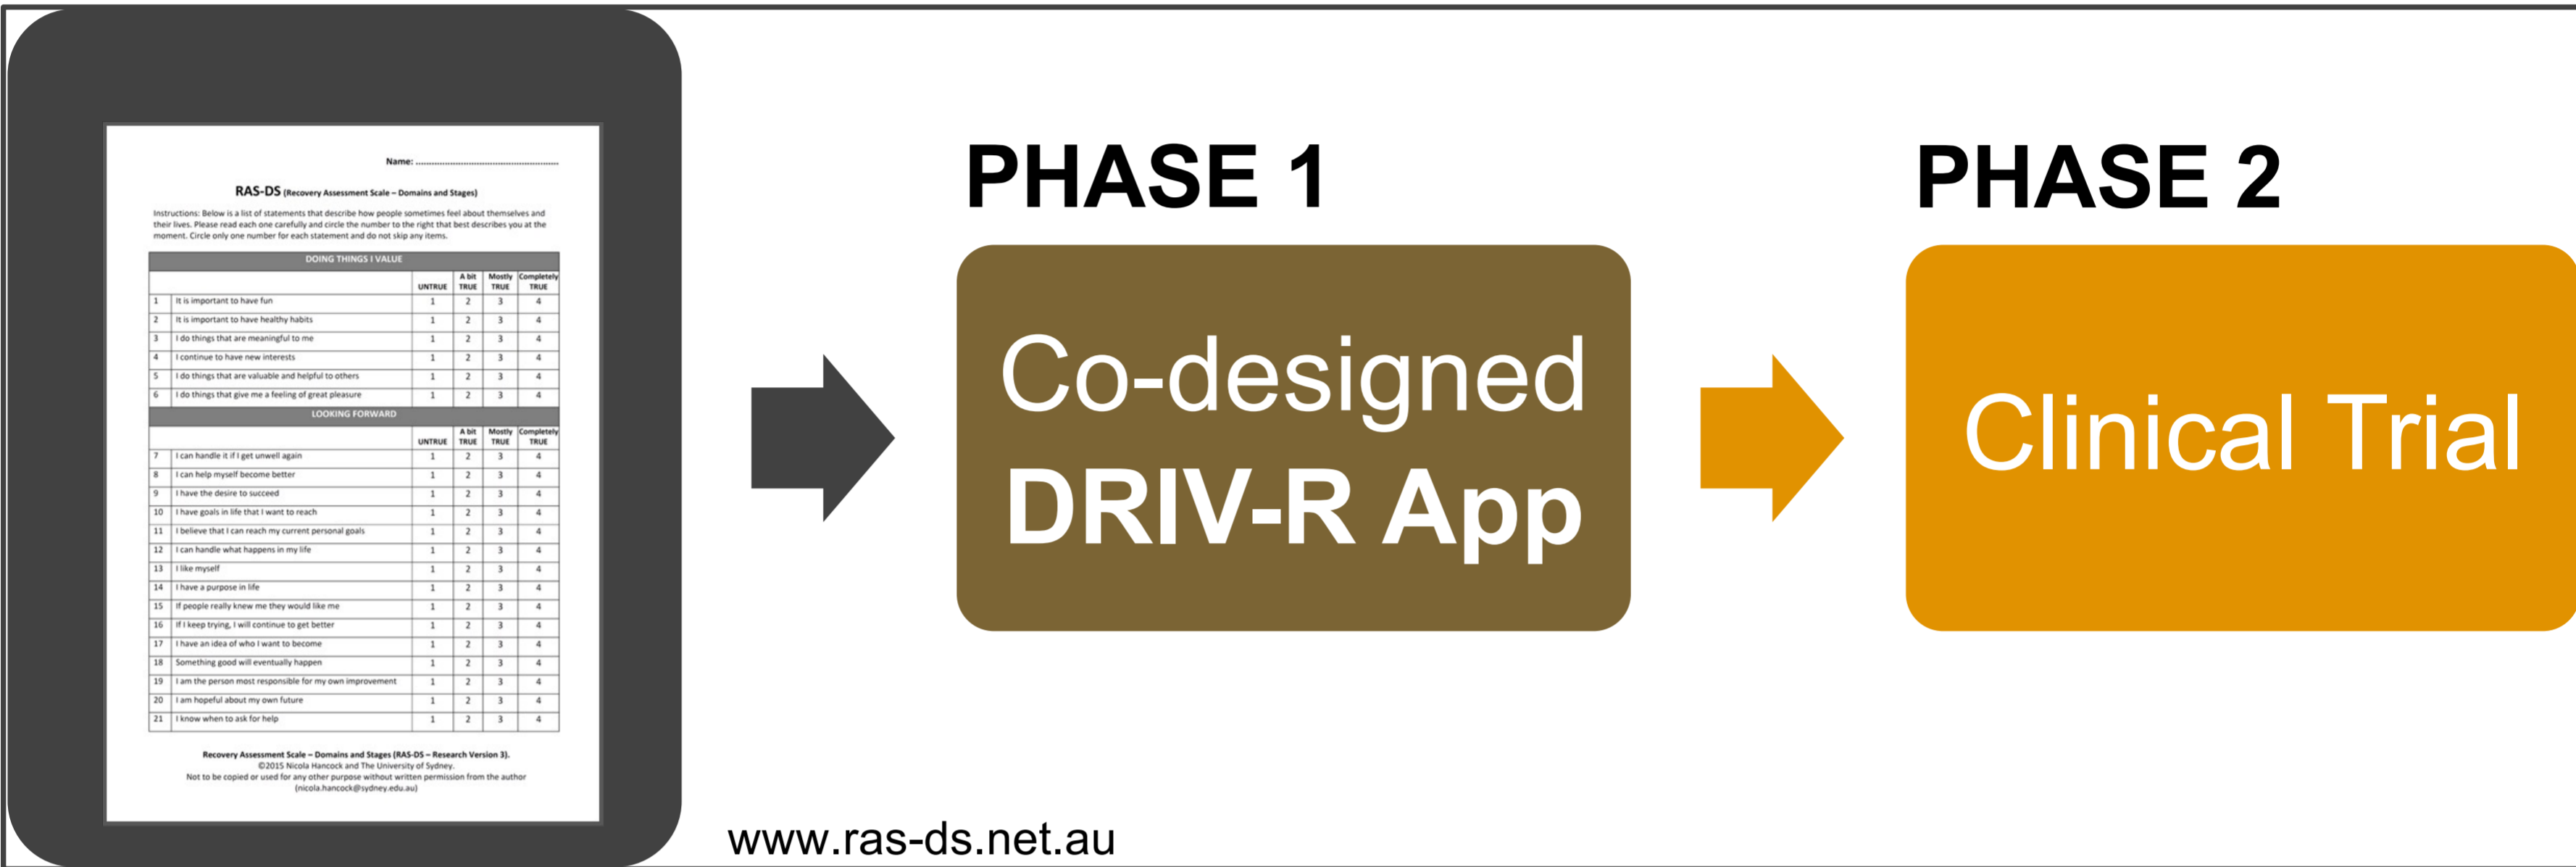 Name: ..........................................................
RAS-DS (Recovery Assessment Scale – Domains and Stages)
Instructions: Below is a list of statements that describe how people sometimes feel about themselves and
their lives. Please read each one carefully and circle the number to the right that best describes you at the
moment. Circle only one number for each statement and do not skip any items.
DOING THINGS I VALUE
UNTRUE A bit TRUE Mostly TRUE Completely TRUE
1 It is important to have fun 1 2 3 4
2 It is important to have healthy habits 1 2 3 4
3 I do things that are meaningful to me 1 2 3 4
4 I continue to have new interests 1 2 3 4
5 I do things that are valuable and helpful to others 1 2 3 4
6 I do things that give me a feeling of great pleasure 1 2 3 4
LOOKING FORWARD
UNTRUE A bit TRUE Mostly TRUE Completely TRUE
7 I can handle it if I get unwell again 1 2 3 4
8 I can help myself become better 1 2 3 4
9 I have the desire to succeed 1 2 3 4
10 I have goals in life that I want to reach 1 2 3 4
11 I believe that I can reach my current personal goals 1 2 3 4
12 I can handle what happens in my life 1 2 3 4
13 I like myself 1 2 3 4
14 I have a purpose in life 1 2 3 4
15 If people really knew me they would like me 1 2 3 4
16 If I keep trying, I will continue to get better 1 2 3 4
17 I have an idea of who I want to become 1 2 3 4
18 Something good will eventually happen 1 2 3 4
19 I am the person most responsible for my own improvement 1 2 3 4
20 I am hopeful about my own future 1 2 3 4
21 I know when to ask for help 1 2 3 4
Recovery Assessment Scale – Domains and Stages (RAS-DS – Research Version 3).
©2015 Nicola Hancock and The University of Sydney.
Not to be copied or used for any other purpose without written permission from the author
(nicola.hancock@sydney.edu.au)
PHASE 1
Co-designed
DRIV-R App
PHASE 2
Clinical Trial
www.ras-ds.net.au